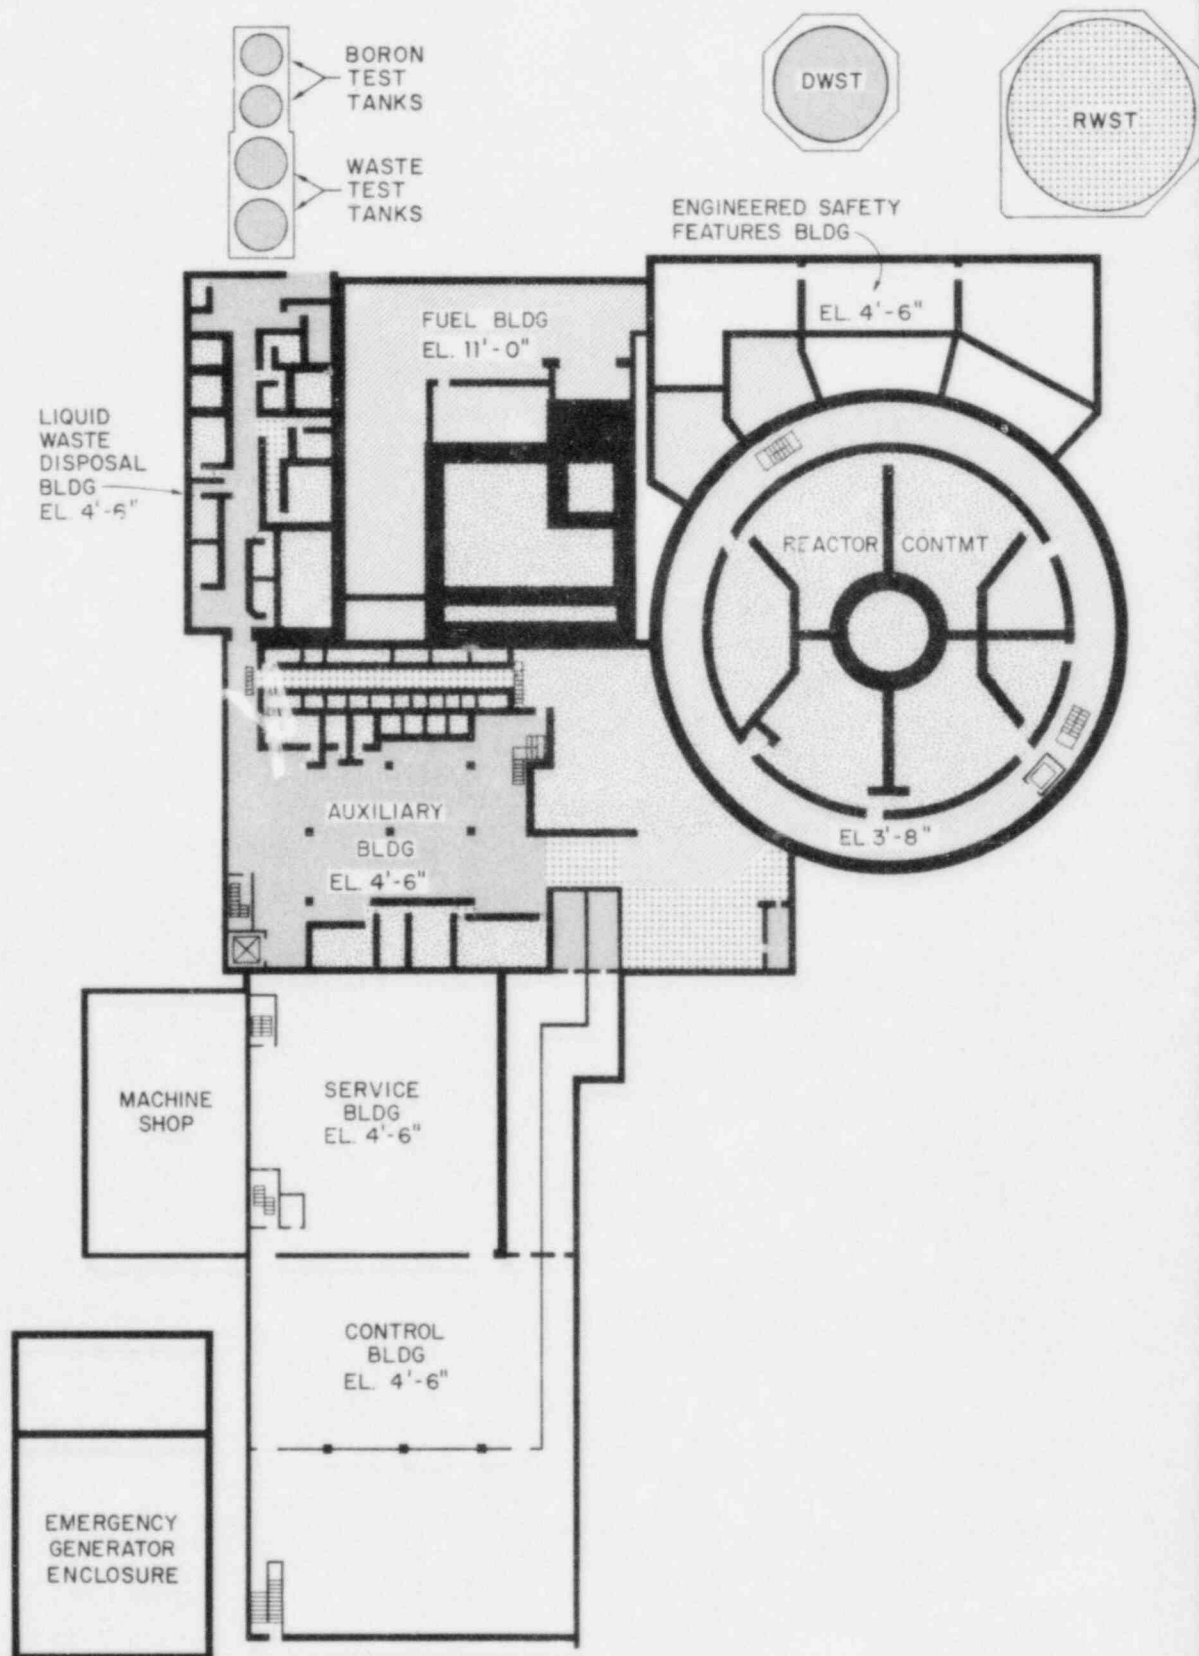 BORON
TEST
TANKS
WASTE
TEST
TANKS
DWST
RWST
ENGINEERED SAFETY
FEATURES BLDG
EL. 4'-6"
FUEL BLDG
EL. 11'-0"
LIQUID
WASTE
DISPOSAL
BLDG
EL. 4'-6"
REACTOR CONTMT
EL 3'-8"
AUXILIARY
BLDG
EL. 4'-6"
MACHINE
SHOP
SERVICE
BLDG
EL. 4'-6"
CONTROL
BLDG
EL. 4'-6"
EMERGENCY
GENERATOR
ENCLOSURE